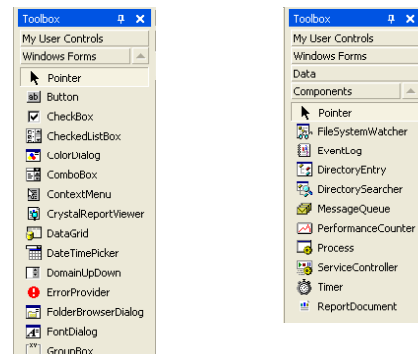 Toolbox
My User Controls
Windows Forms
Pointer
Button
CheckBox
CheckedListBox
ColorDialog
ComboBox
ContextMenu
CrystalReportViewer
DataGrid
DateTimePicker
DomainUpDown
ErrorProvider
FolderBrowserDialog
FontDialog
GroupBox
Toolbox
My User Controls
Windows Forms
Data
Components
Pointer
FileSystemWatcher
EventLog
DirectoryEntry
DirectorySearcher
MessageQueue
PerformanceCounter
Process
ServiceController
Timer
ReportDocument